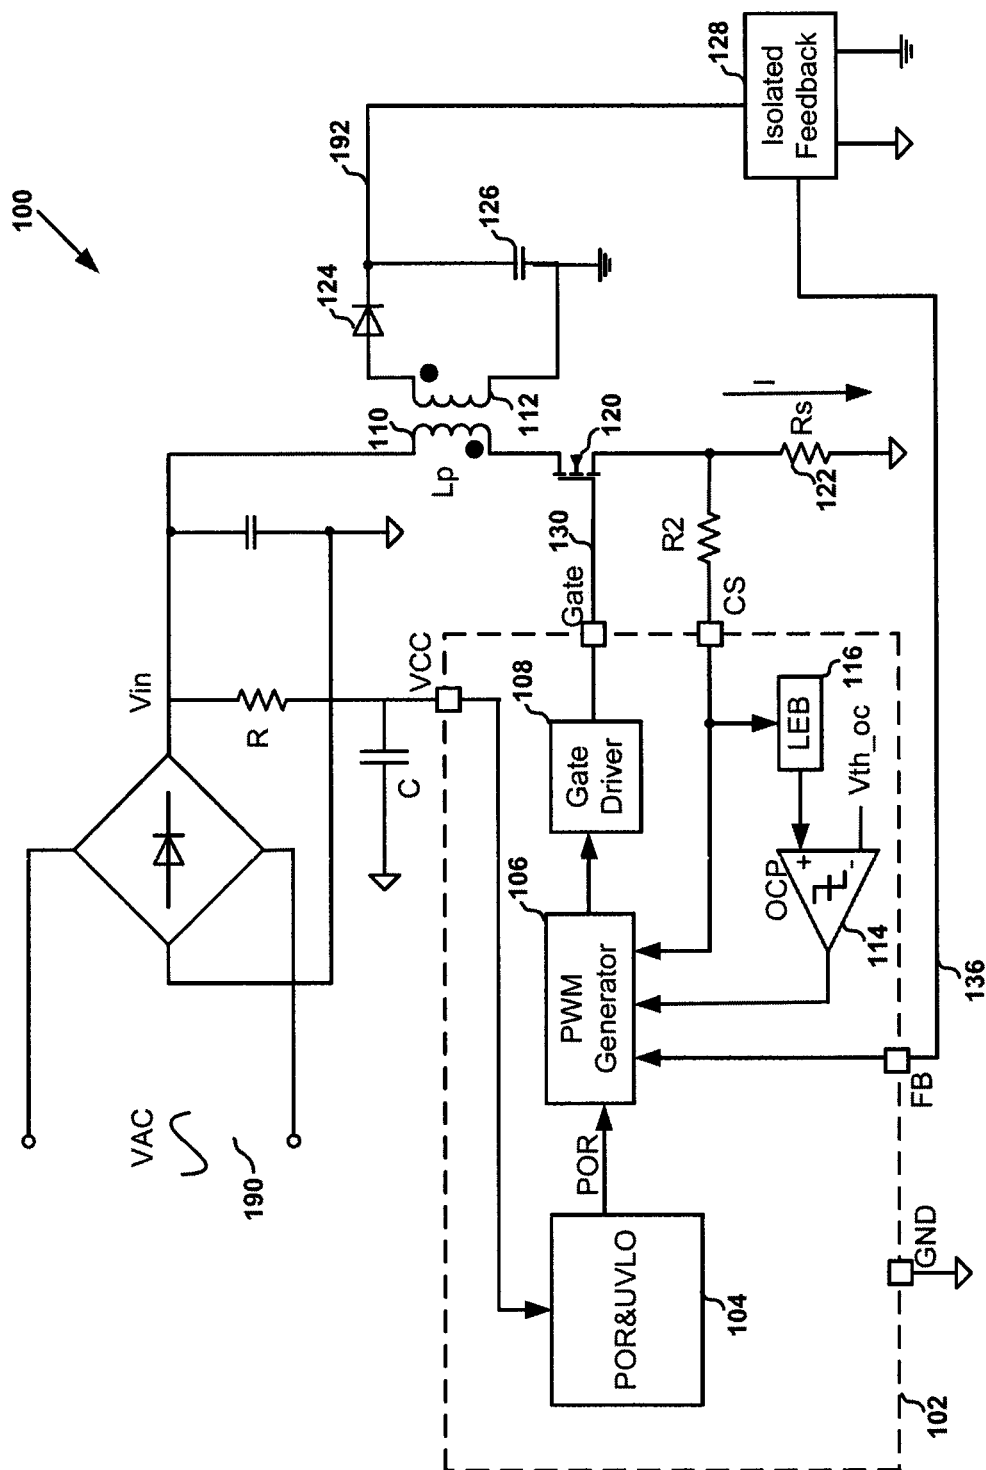 100
VAC
190
Vin
R
C
VCC
Lp
110
112
124
126
192
128
Isolated
Feedback
120
130
Gate
R2
CS
Rs
122
I
108
Gate
Driver
106
PWM
Generator
116
LEB
Vth_oc
OCP
+
-
114
136
FB
POR
POR&UVLO
104
GND
102